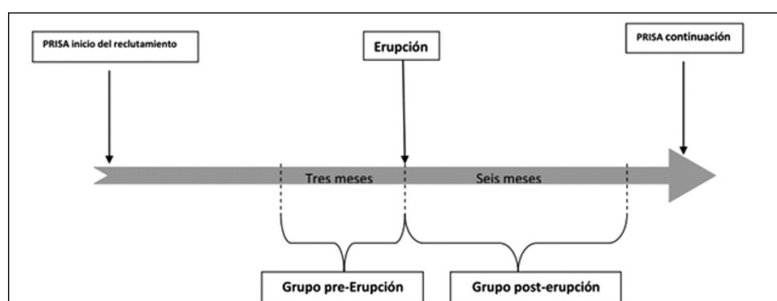 PRISA inicio del reclutamiento
Erupción
PRISA continuación
Tres meses
Seis meses
Grupo pre-Erupción
Grupo post-erupción